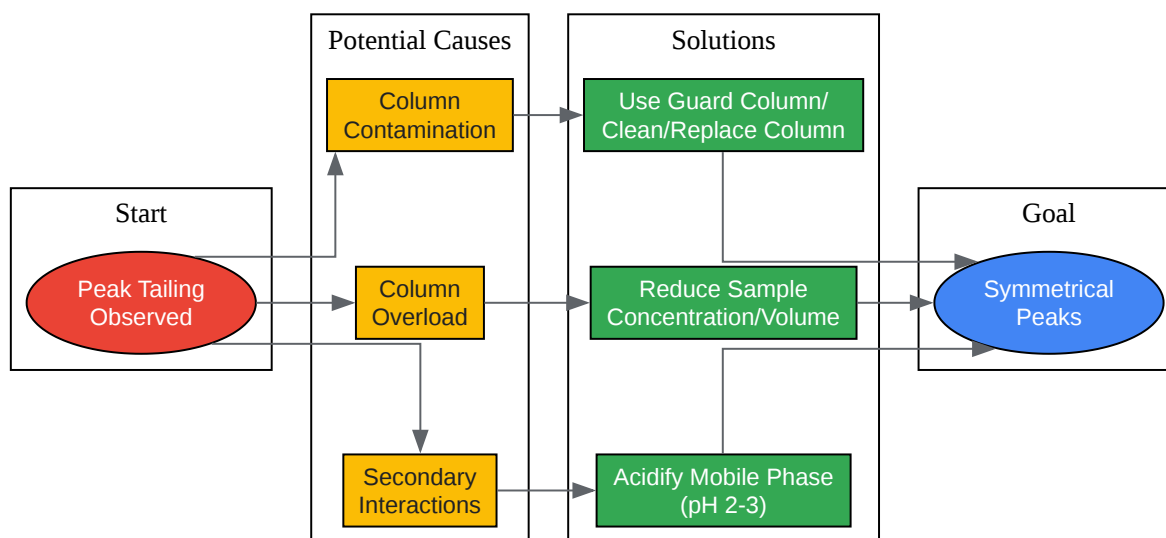 Start
Peak Tailing
Observed
Potential Causes
Column
Contamination
Column
Overload
Secondary
Interactions
Solutions
Use Guard Column/
Clean/Replace Column
Reduce Sample
Concentration/Volume
Acidify Mobile Phase
(pH 2-3)
Goal
Symmetrical
Peaks